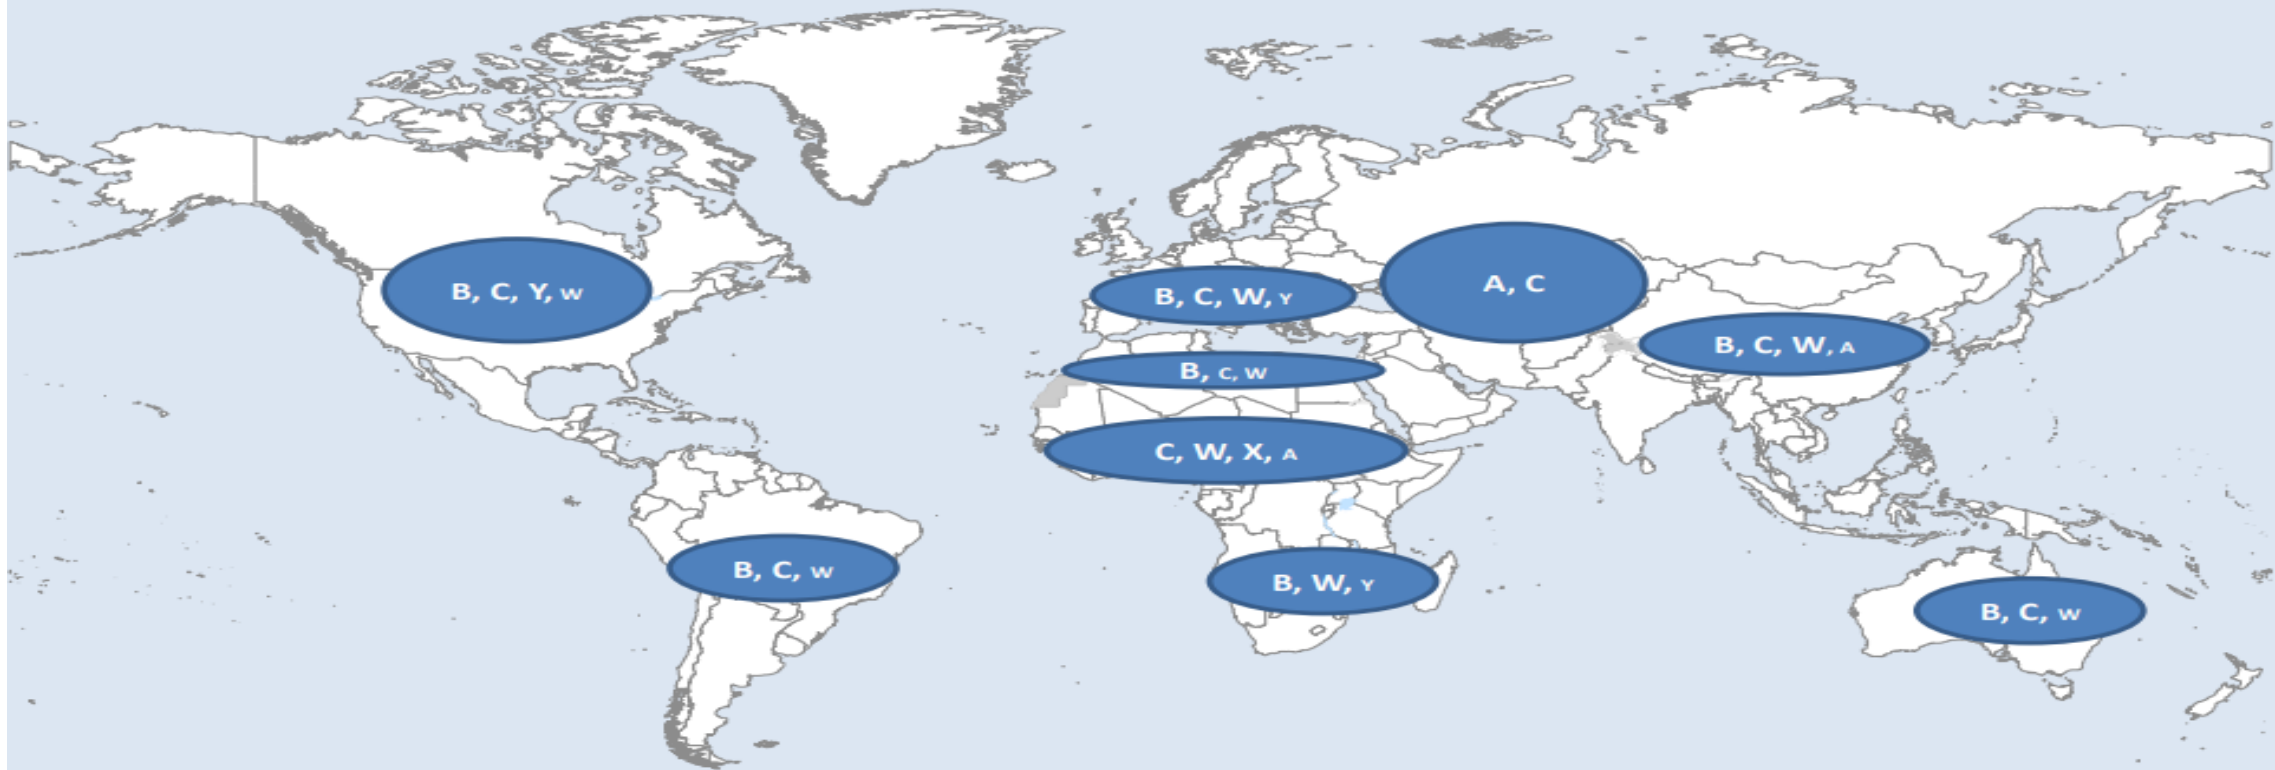 B, C, Y, W
B, C, W, Y
A, C
B, C, W, A
B, C, W
C, W, X, A
B, C, W
B, W, Y
B, C, W